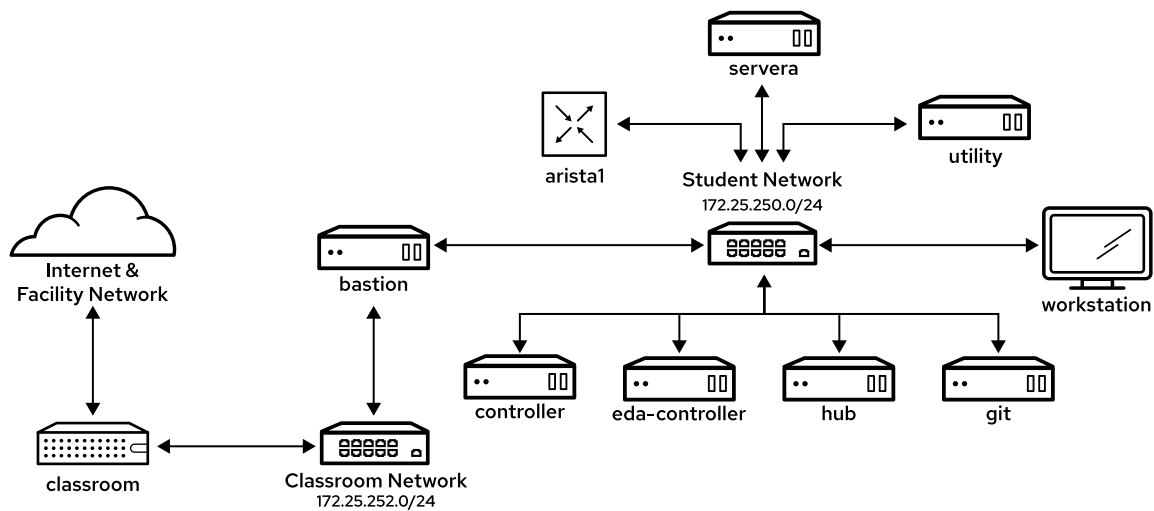 servera
arista1
utility
Student Network
172.25.250.0/24
Internet &
Facility Network
bastion
workstation
controller
eda-controller
hub
git
classroom
Classroom Network
172.25.252.0/24